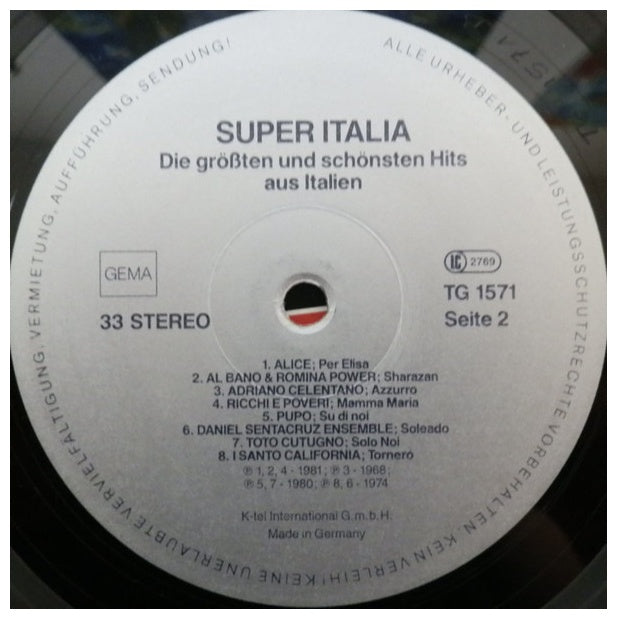 ALLE URHEBER- UND LEISTUNGSSCHUTZRECHTE VORBEHALTEN. KEIN VERLEIH! KEINE UNERLAUBTE VERVIELFÄLTIGUNG, VERMIETUNG, AUFFÜHRUNG, SENDUNG!
SUPER ITALIA
Die größten und schönsten Hits
aus Italien
GEMA
LC 2769
TG 1571
33 STEREO
Seite 2
1. ALICE; Per Elisa
2. AL BANO & ROMINA POWER; Sharazan
3. ADRIANO CELENTANO; Azzurro
4. RICCHI E POVERI; Mamma Maria
5. PUPO; Su di noi
6. DANIEL SENTACRUZ ENSEMBLE; Soleado
7. TOTO CUTUGNO; Solo Noi
8. I SANTO CALIFORNIA; Torneró
℗ 1, 2, 4 - 1981; ℗ 3 - 1968;
℗ 5, 7 - 1980; ℗ 8, 6 - 1974
K-tel International G.m.b.H.
Made in Germany